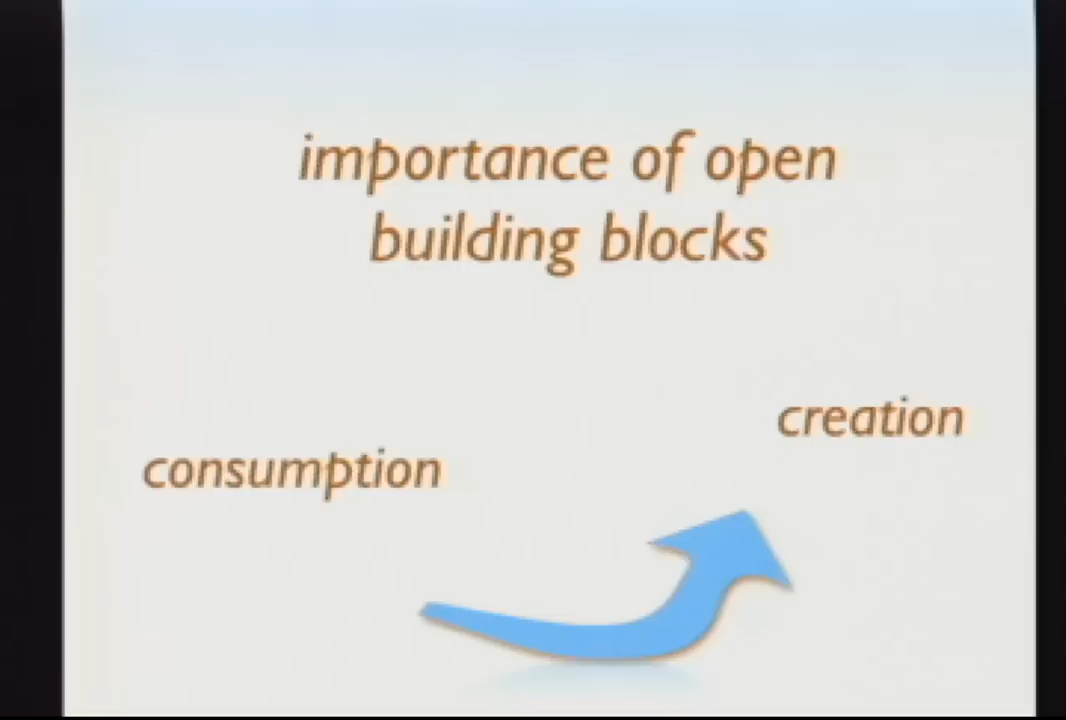 importance of open
building blocks
creation
consumption